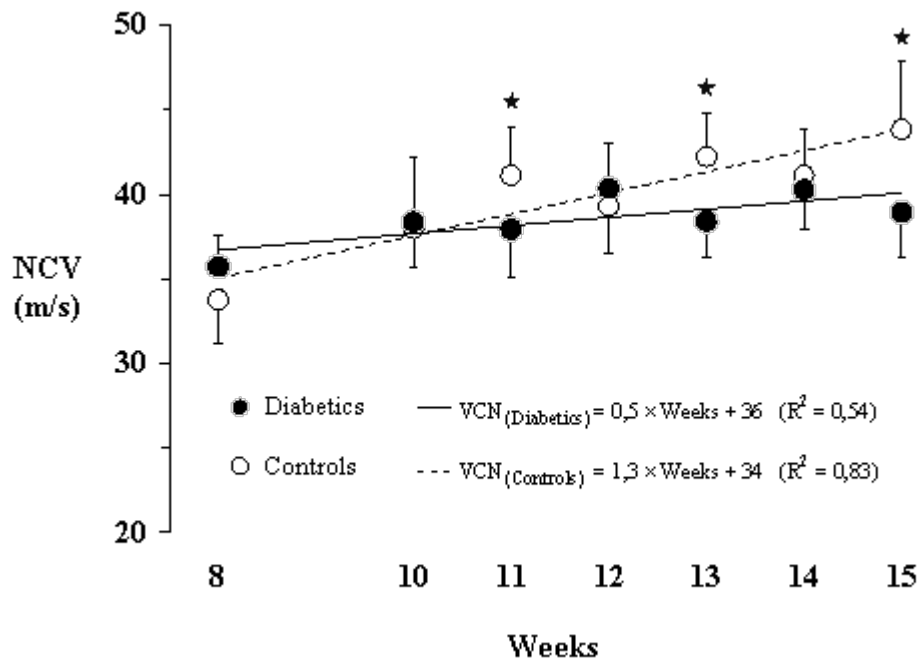 50
40
NCV
(m/s)
30
Diabetics VCN(Diabetics) = 0,5 × Weeks + 36 (R² = 0,54)
Controls VCN(Controls) = 1,3 × Weeks + 34 (R² = 0,83)
20
8 10 11 12 13 14 15
Weeks